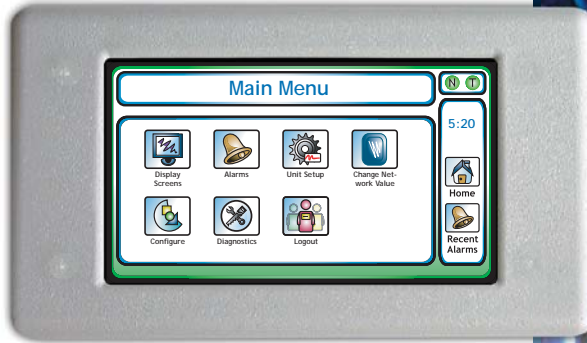 Main Menu
N T
5:20
Display
Screens
Alarms
Unit Setup
Change Net-
work Value
Configure
Diagnostics
Logout
Home
Recent
Alarms